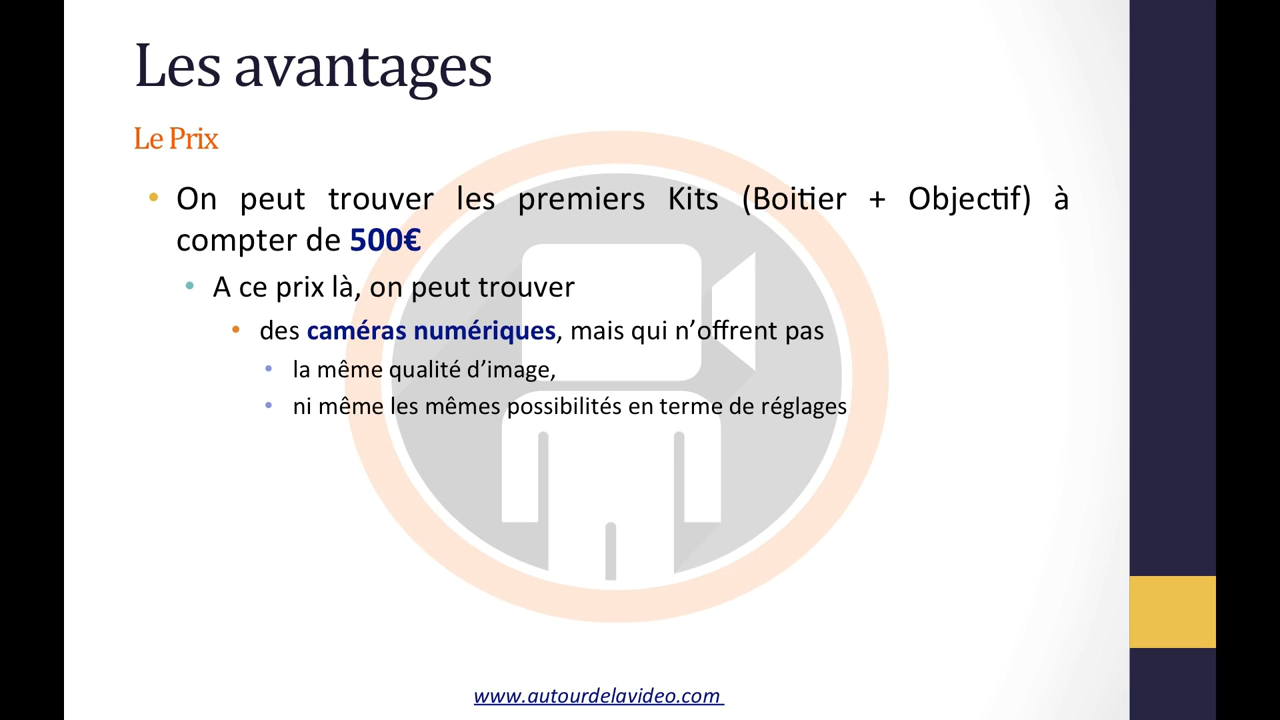 Les avantages
Le Prix
• On peut trouver les premiers Kits (Boitier + Objectif) à
compter de 500€
• A ce prix là, on peut trouver
• des caméras numériques, mais qui n’offrent pas
• la même qualité d’image,
• ni même les mêmes possibilités en terme de réglages
www.autourdelavideo.com